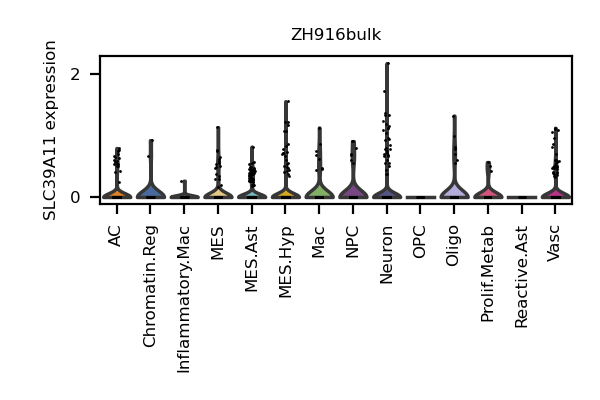 ZH916bulk
SLC39A11 expression
2
0
AC
Chromatin.Reg
Inflammatory.Mac
MES
MES.Ast
MES.Hyp
Mac
NPC
Neuron
OPC
Oligo
Prolif.Metab
Reactive.Ast
Vasc